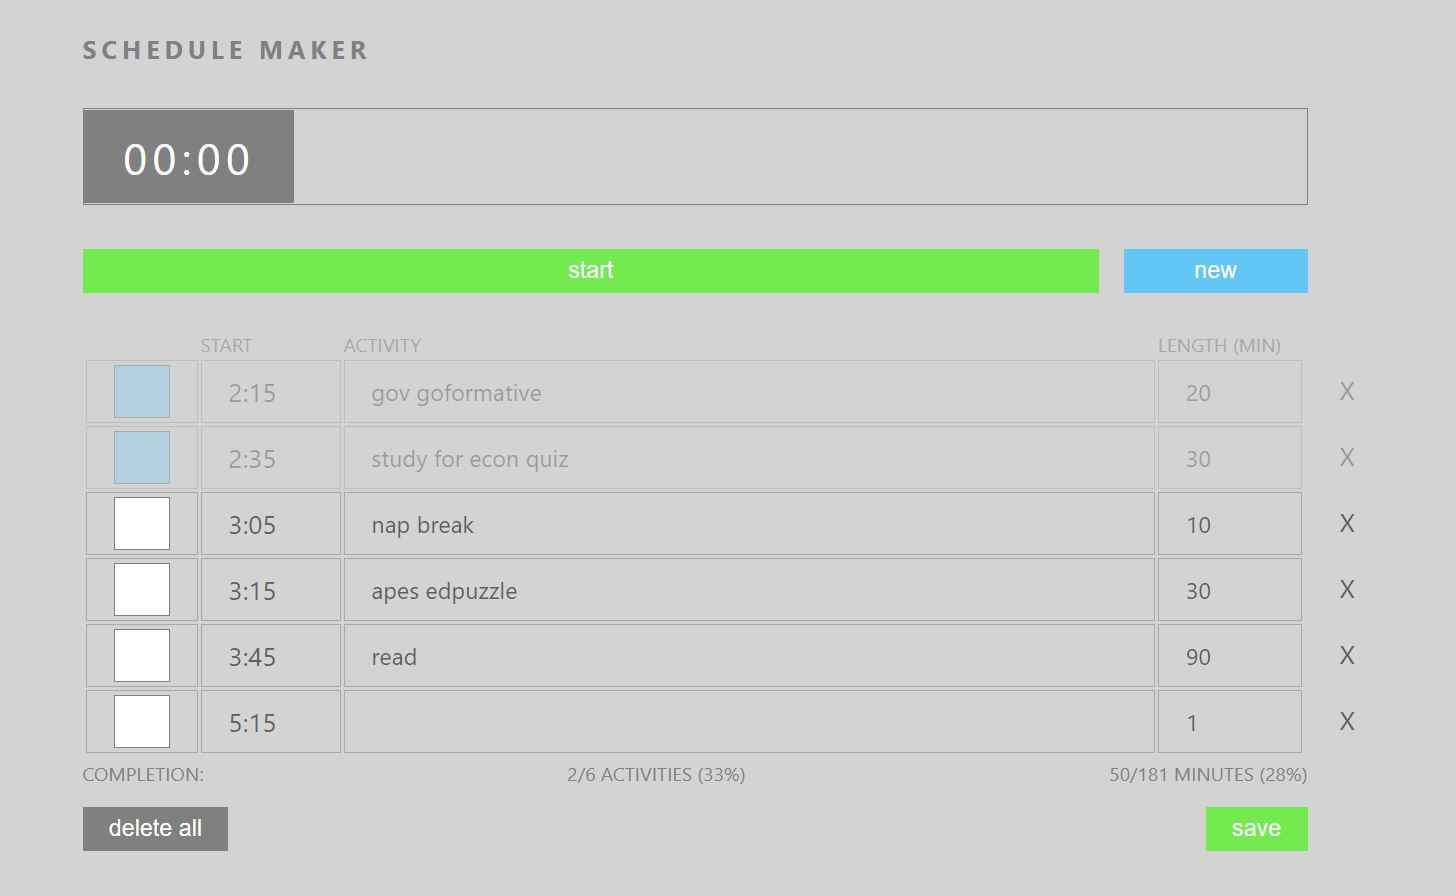 SCHEDULE MAKER
00:00
start new
START ACTIVITY LENGTH (MIN)
2:15 gov goformative 20 X
2:35 study for econ quiz 30 X
3:05 nap break 10 X
3:15 apes edpuzzle 30 X
3:45 read 90 X
5:15 1 X
COMPLETION: 2/6 ACTIVITIES (33%) 50/181 MINUTES (28%)
delete all save